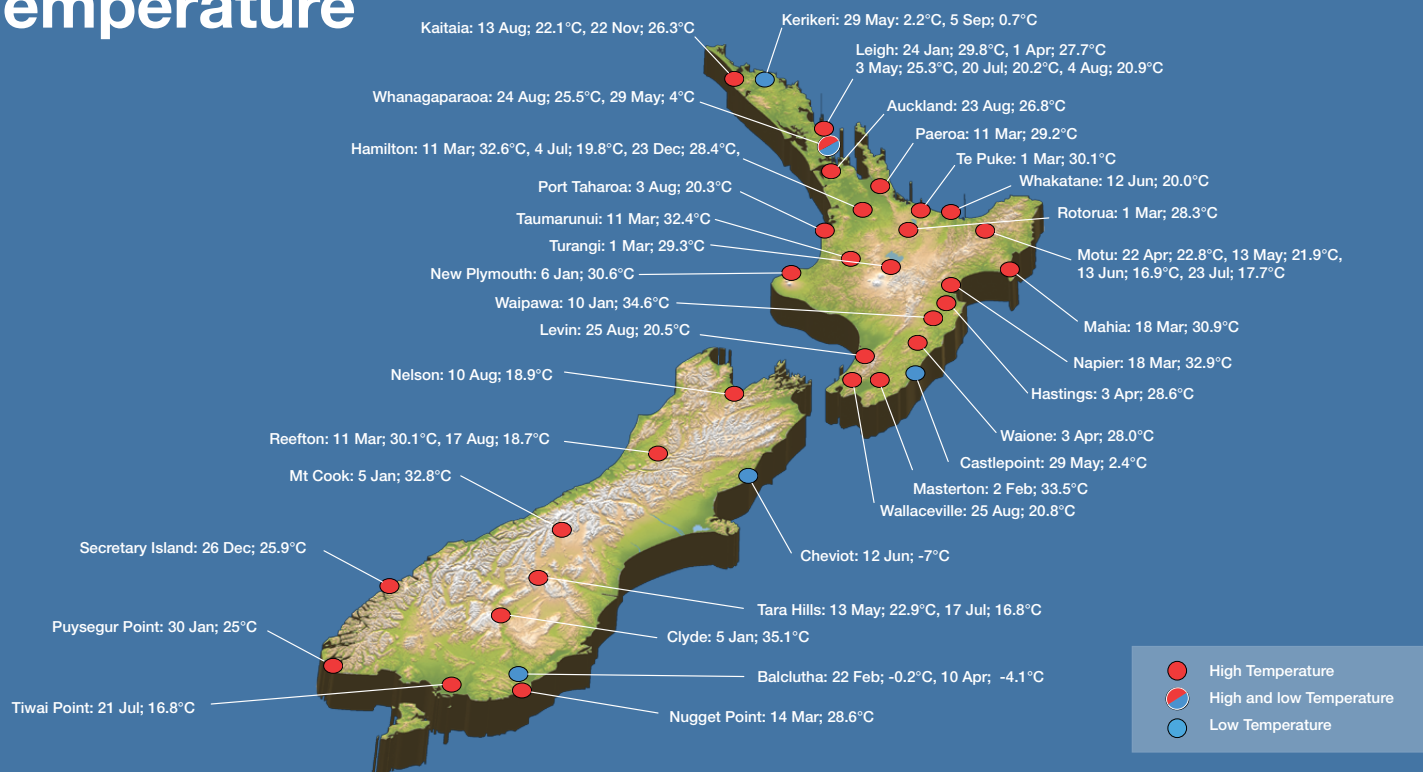 emperature
Kaitaia: 13 Aug; 22.1°C, 22 Nov; 26.3°C
Kerikeri: 29 May: 2.2°C, 5 Sep; 0.7°C
Leigh: 24 Jan; 29.8°C, 1 Apr; 27.7°C
3 May; 25.3°C, 20 Jul; 20.2°C, 4 Aug; 20.9°C
Whanagaparaoa: 24 Aug; 25.5°C, 29 May; 4°C
Auckland: 23 Aug; 26.8°C
Paeroa: 11 Mar; 29.2°C
Hamilton: 11 Mar; 32.6°C, 4 Jul; 19.8°C, 23 Dec; 28.4°C,
Te Puke: 1 Mar; 30.1°C
Whakatane: 12 Jun; 20.0°C
Port Taharoa: 3 Aug; 20.3°C
Rotorua: 1 Mar; 28.3°C
Taumarunui: 11 Mar; 32.4°C
Turangi: 1 Mar; 29.3°C
Motu: 22 Apr; 22.8°C, 13 May; 21.9°C,
13 Jun; 16.9°C, 23 Jul; 17.7°C
New Plymouth: 6 Jan; 30.6°C
Waipawa: 10 Jan; 34.6°C
Mahia: 18 Mar; 30.9°C
Levin: 25 Aug; 20.5°C
Napier: 18 Mar; 32.9°C
Nelson: 10 Aug; 18.9°C
Hastings: 3 Apr; 28.6°C
Reefton: 11 Mar; 30.1°C, 17 Aug; 18.7°C
Waione: 3 Apr; 28.0°C
Castlepoint: 29 May; 2.4°C
Mt Cook: 5 Jan; 32.8°C
Masterton: 2 Feb; 33.5°C
Wallaceville: 25 Aug; 20.8°C
Secretary Island: 26 Dec; 25.9°C
Cheviot: 12 Jun; -7°C
Tara Hills: 13 May; 22.9°C, 17 Jul; 16.8°C
Puysegur Point: 30 Jan; 25°C
Clyde: 5 Jan; 35.1°C
Balclutha: 22 Feb; -0.2°C, 10 Apr; -4.1°C
Tiwai Point: 21 Jul; 16.8°C
Nugget Point: 14 Mar; 28.6°C
High Temperature
High and low Temperature
Low Temperature